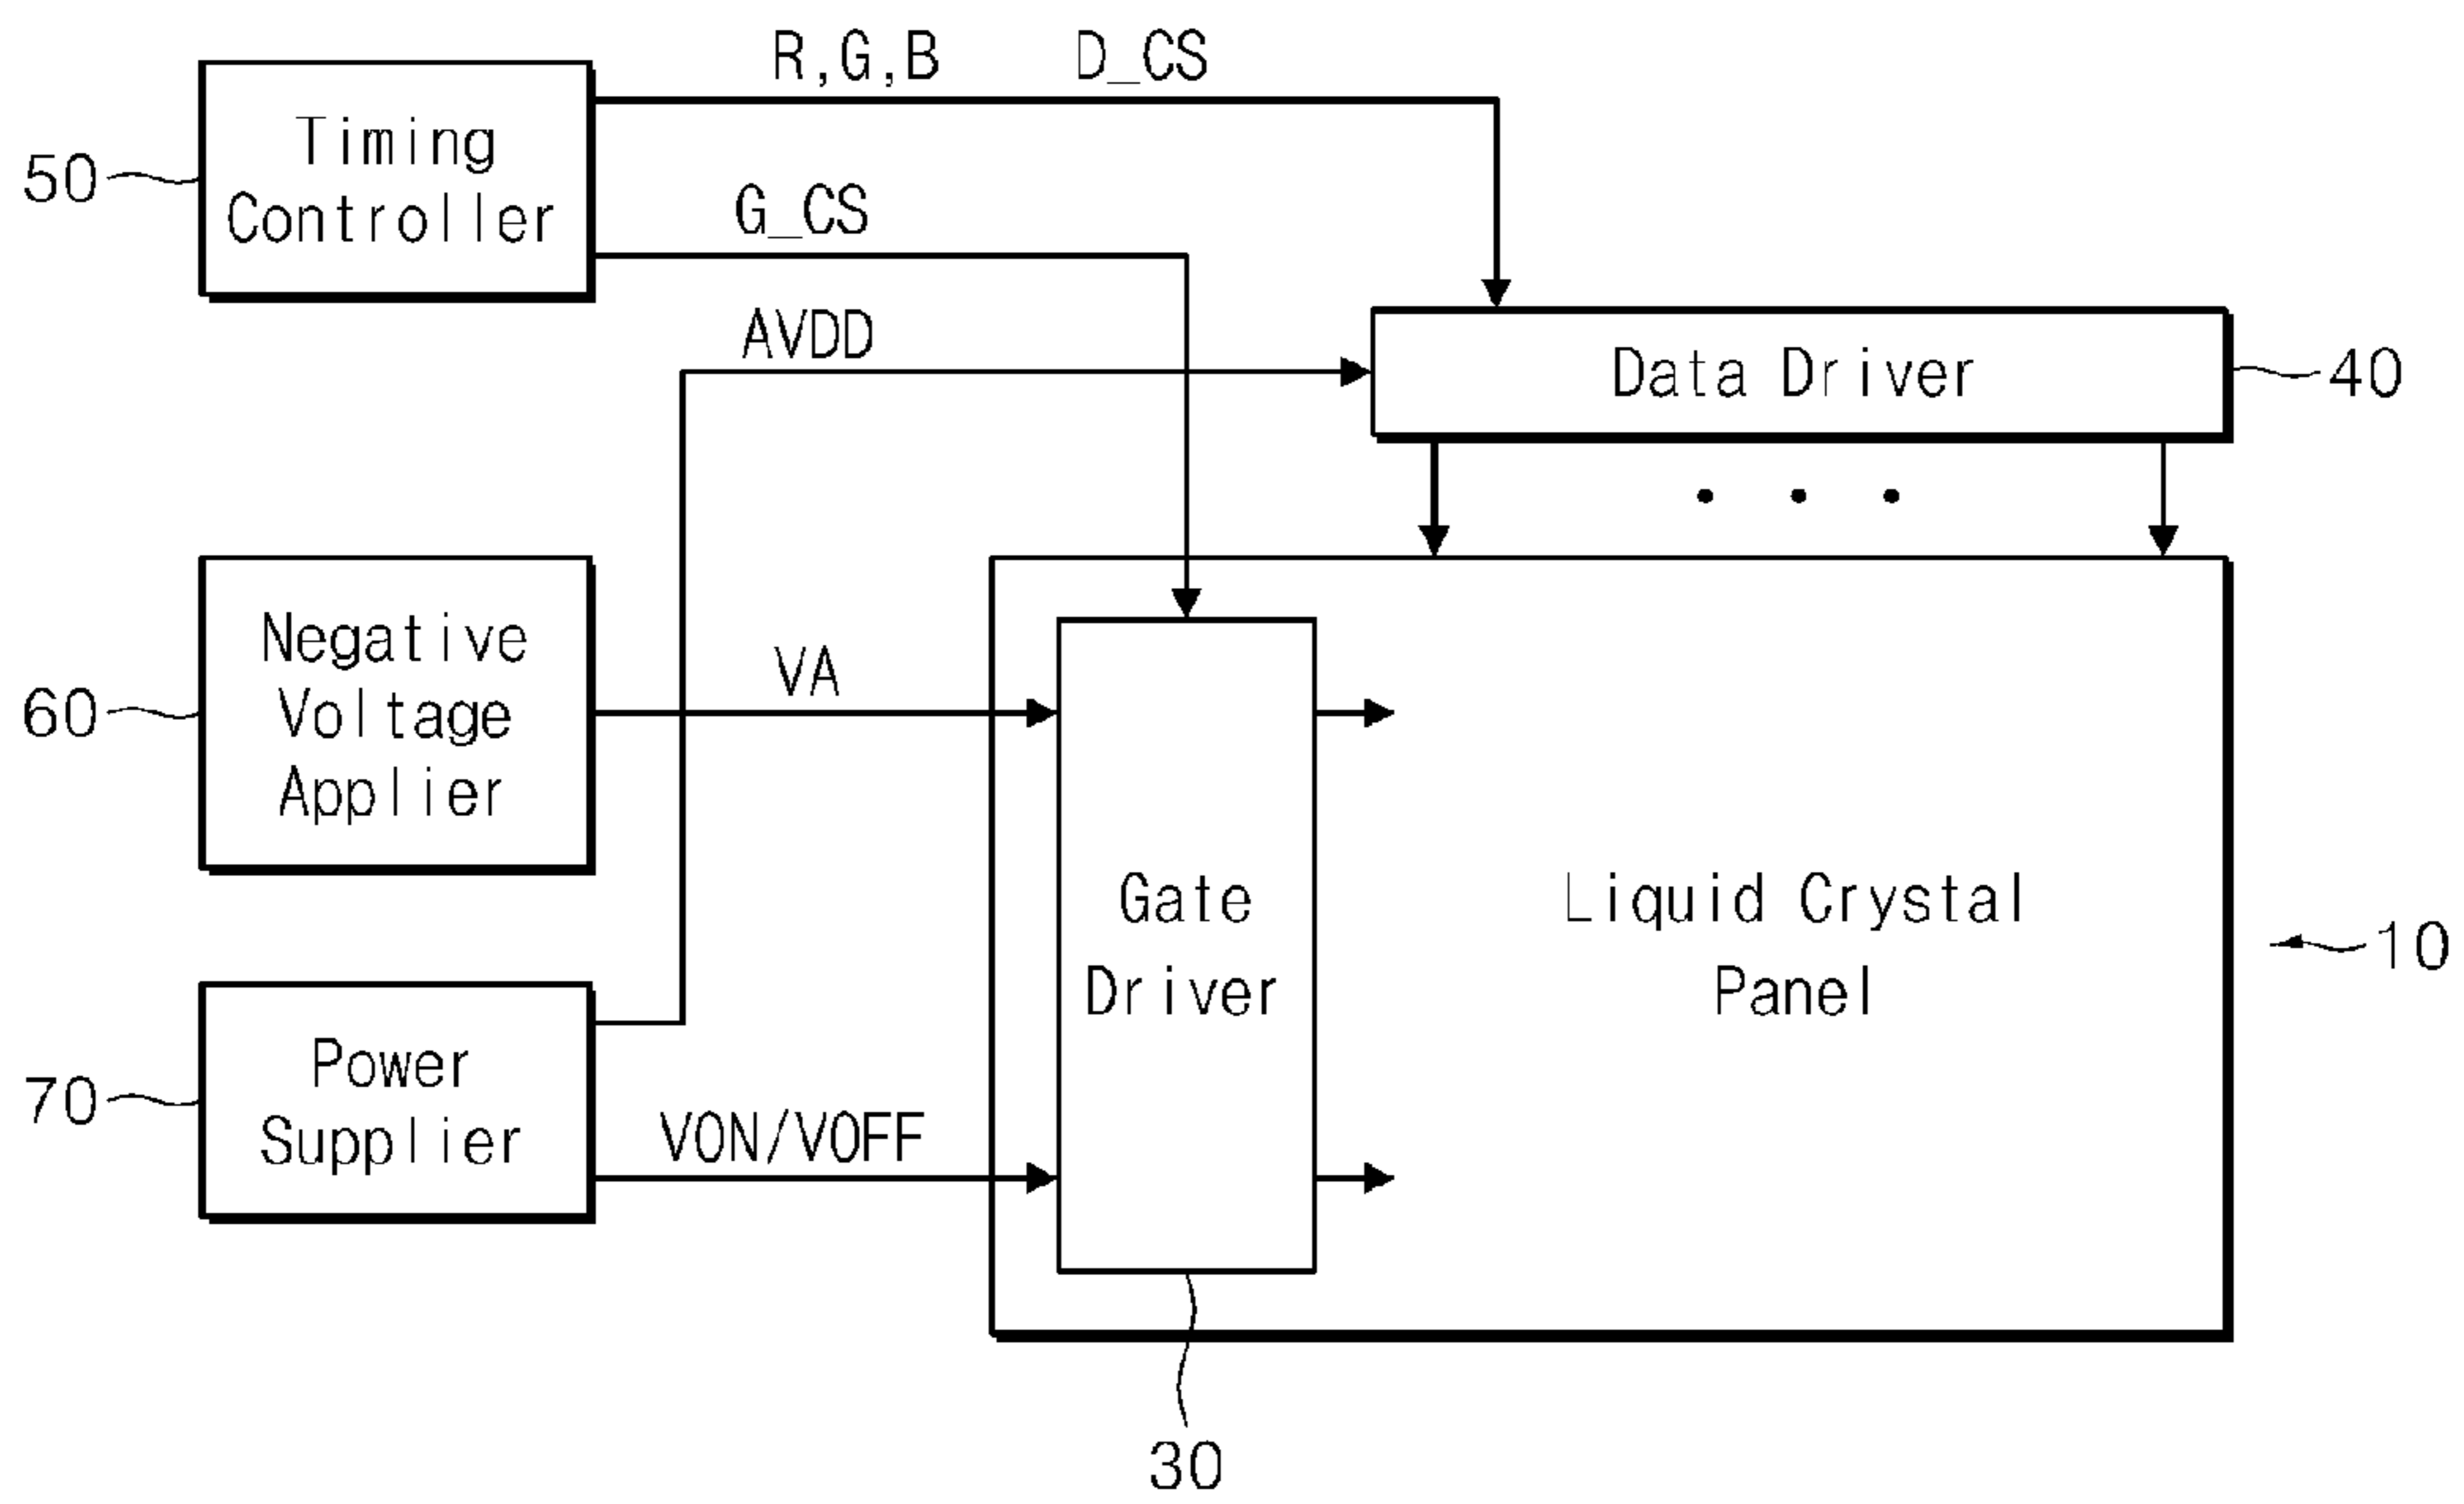 R,G,B D_CS
Timing
Controller
50
G_CS
AVDD
Data Driver
40
Negative
Voltage
Applier
60
VA
Gate
Driver
Liquid Crystal
Panel
10
Power
Supplier
70
VON/VOFF
30